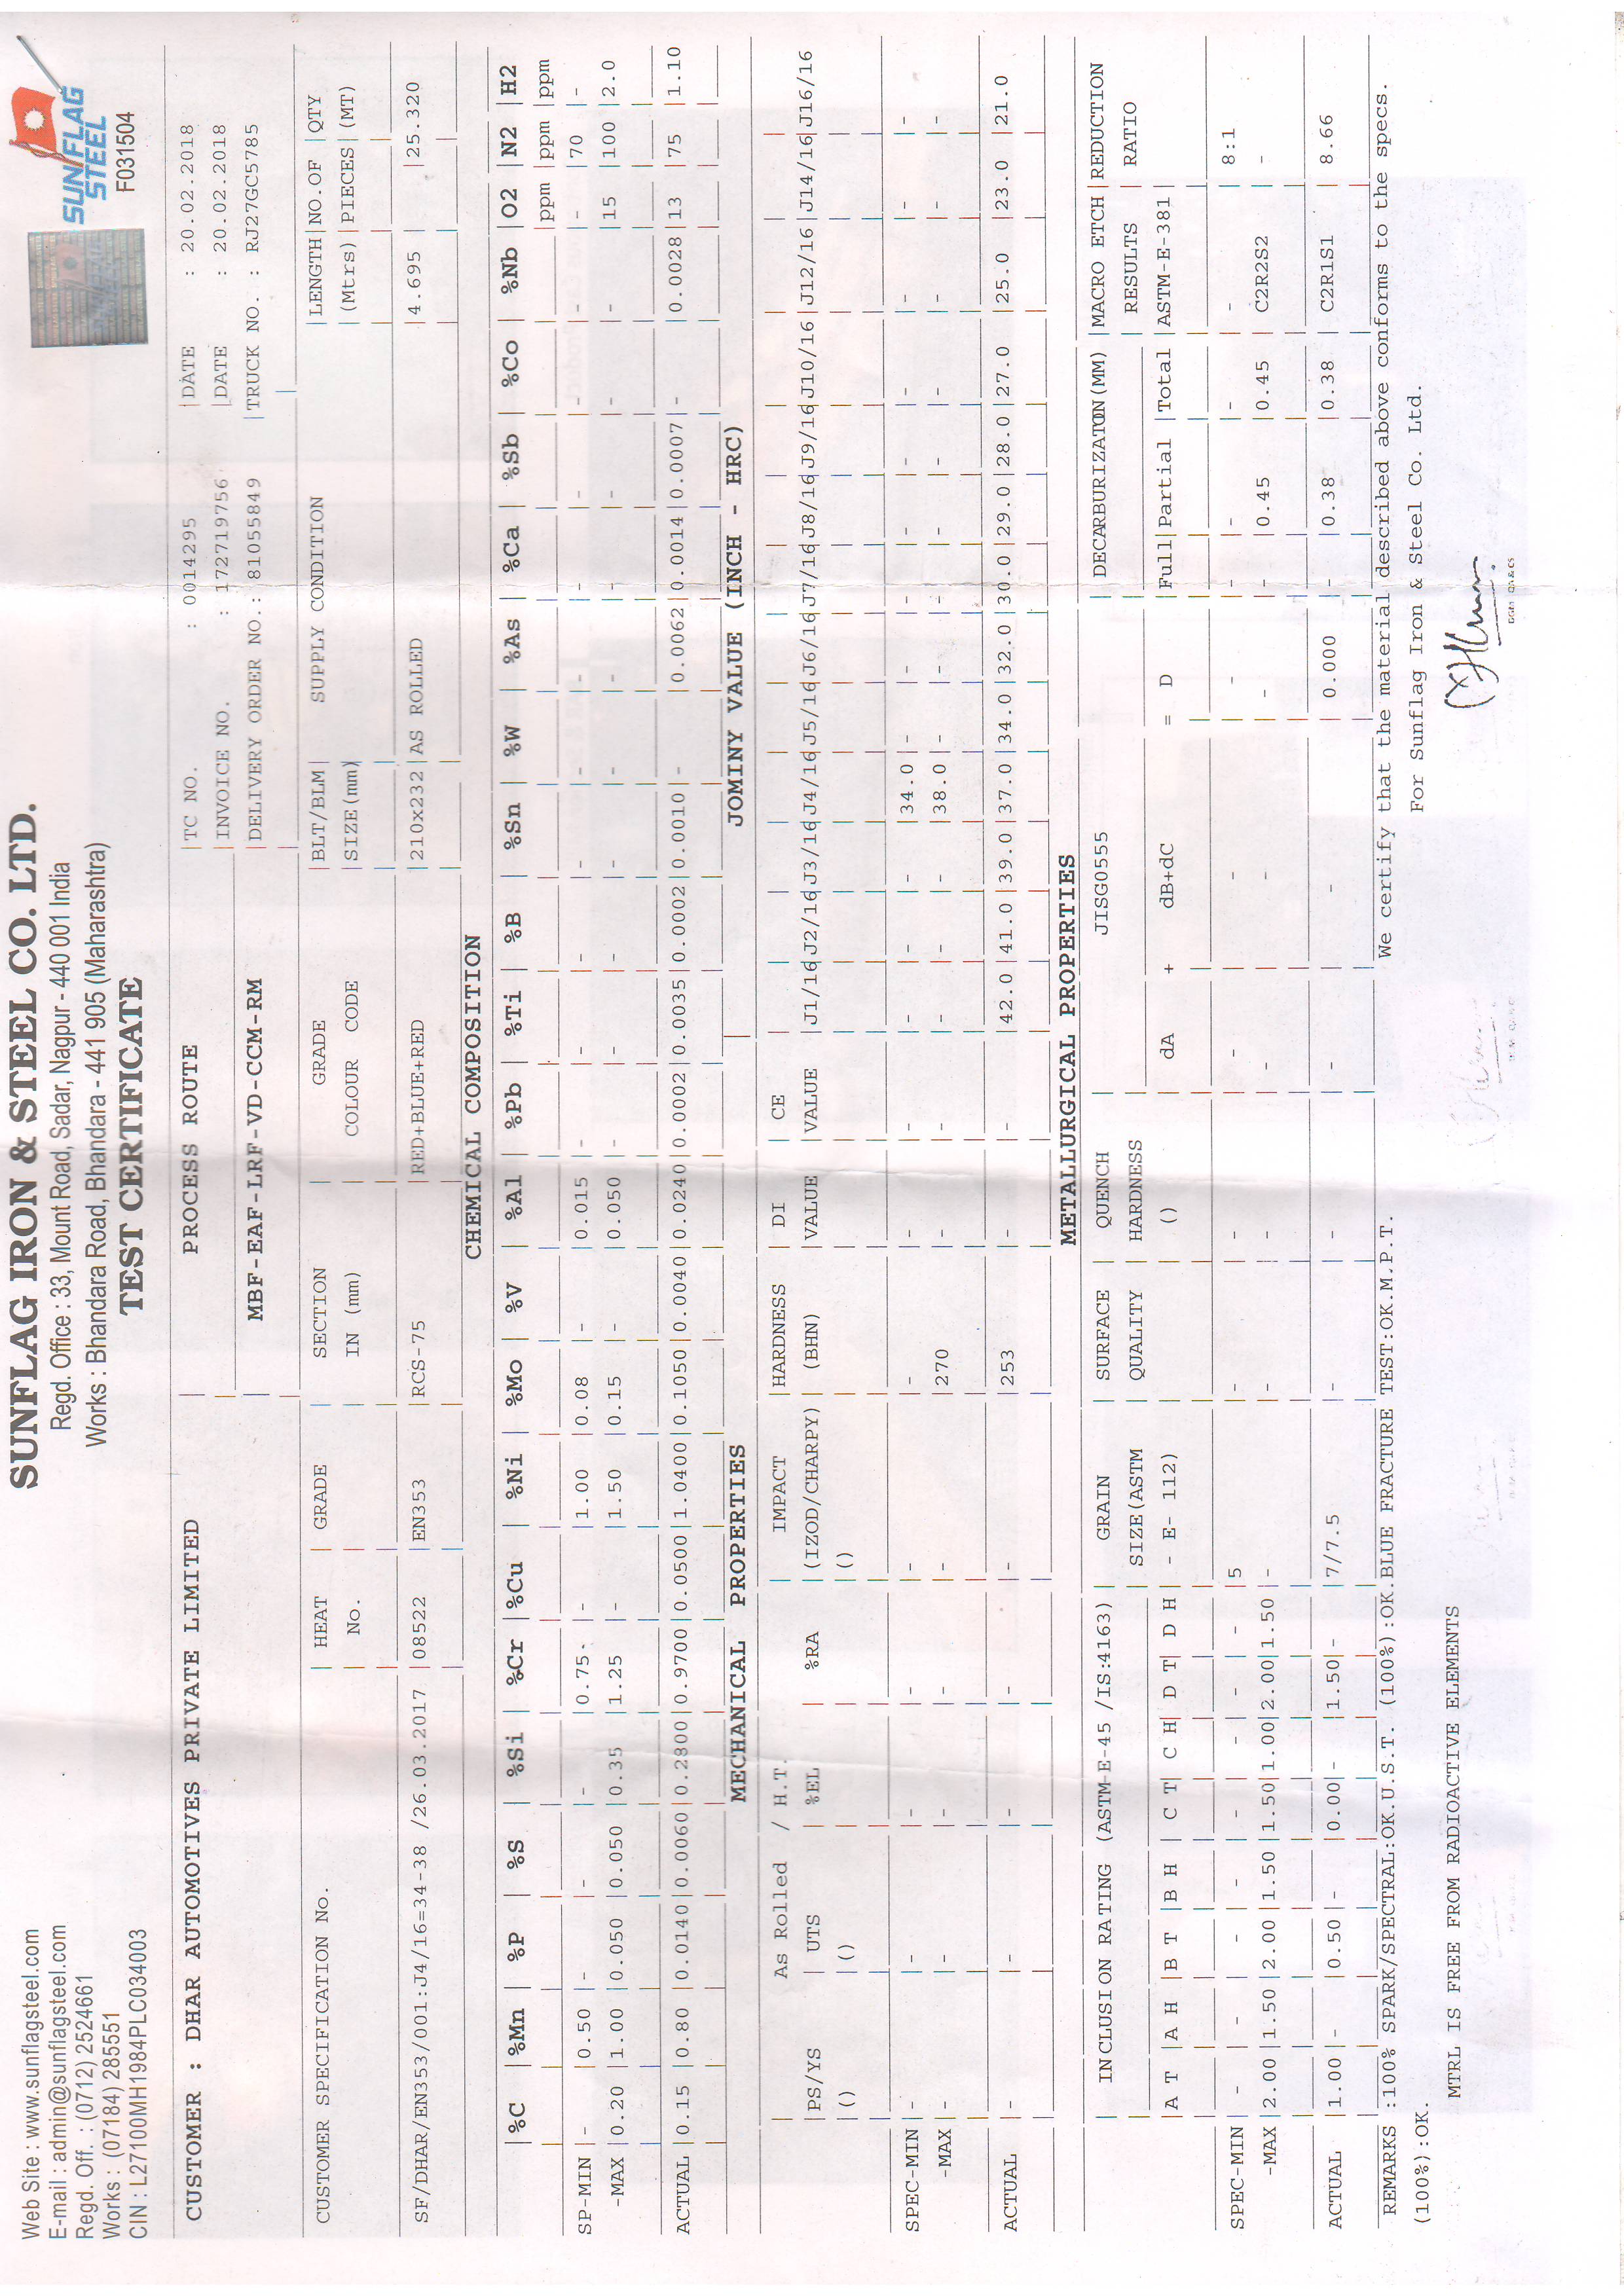 Web Site : www.sunflagsteel.com
E-mail : admin@sunflagsteel.com
Regd. Off. : (0712) 2524661
Works : (07184) 285551
CIN : L27100MH1984PLC034003
SUNFLAG IRON & STEEL CO. LTD.
Regd. Office : 33, Mount Road, Sadar, Nagpur - 440 001 India
Works : Bhandara Road, Bhandara - 441 905 (Maharashtra)
TEST CERTIFICATE
SUNFLAG
STEEL
F031504
CUSTOMER : DHAR AUTOMOTIVES PRIVATE LIMITED | PROCESS ROUTE |TC NO. : 0014295 |DATE : 20.02.2018
|INVOICE NO. : 172719756 |DATE : 20.02.2018
| MBF-EAF-LRF-VD-CCM-RM |DELIVERY ORDER NO.: 81055849 |TRUCK NO. : RJ27GC5785
CUSTOMER SPECIFICATION No. | HEAT | GRADE | SECTION | GRADE |BLT/BLM| SUPPLY CONDITION |LENGTH|NO.OF |QTY
No. | IN (mm) COLOUR CODE |SIZE(mm)| |(Mtrs)|PIECES|(MT)
SF/DHAR/EN353/001:J4/16=34-38 /26.03.2017 |08522 |EN353 |RCS-75 |RED+BLUE+RED |210x232|AS ROLLED |4.695 | |25.320
CHEMICAL COMPOSITION
|%C |%Mn |%P |%S |%Si |%Cr |%Cu |%Ni |%Mo |%V |%Al |%Pb |%Ti |%B |%Sn |%W |%As |%Ca |%Sb |%Co |%Nb |O2 |N2 |H2
|ppm |ppm |ppm
SP-MIN |- |0.50 |- |- |- |0.75- |- |1.00 |0.08 |- |0.015 |- |- |- |- |- |- |- |- |- |- |- |70 |-
-MAX |0.20 |1.00 |0.050 |0.050 |0.35 |1.25 |- |1.50 |0.15 |- |0.050 |- |- |- |- |- |- |- |- |- |- |15 |100 |2.0
ACTUAL |0.15 |0.80 |0.0140|0.0060|0.2800|0.9700|0.0500|1.0400|0.1050|0.0040|0.0240|0.0002|0.0035|0.0002|0.0010|- |0.0062|0.0014|0.0007|- |0.0028|13 |75 |1.10
MECHANICAL PROPERTIES | JOMINY VALUE (INCH - HRC)
| As Rolled / H.T. | IMPACT |HARDNESS | DI | CE |
|PS/YS | UTS | %EL | %RA |(IZOD/CHARPY)| (BHN) |VALUE |VALUE |J1/16|J2/16|J3/16|J4/16|J5/16|J6/16|J7/16|J8/16|J9/16|J10/16|J12/16|J14/16|J16/16
|() |() |()
SPEC-MIN |- |- |- |- |- |- |- |- |- |- |- |34.0 |- |- |- |- |- |- |- |- |-
-MAX |- |- |- |- |- |270 |- |- |- |- |- |38.0 |- |- |- |- |- |- |- |- |-
ACTUAL |- |- |- |- |- |253 |- |- |42.0 |41.0 |39.0 |37.0 |34.0 |32.0 |30.0 |29.0 |28.0 |27.0 |25.0 |23.0 |21.0
METALLURGICAL PROPERTIES
| INCLUSION RATING (ASTM-E-45 /IS:4163) | GRAIN | SURFACE | QUENCH | JISG0555 | DECARBURIZATON(MM) |MACRO ETCH |REDUCTION
SIZE(ASTM QUALITY HARDNESS RESULTS | RATIO
|A T |A H |B T |B H | C T| C H| D T| D H |- E- 112) | | () | dA + dB+dC = D |Full|Partial |Total |ASTM-E-381 |
SPEC-MIN |- |- |- |- |- |- |- |- |5 |- |- |- - - |- |- |- |- |8:1
-MAX |2.00|1.50|2.00|1.50|1.50|1.00|2.00|1.50 |- |- |- |- - - |- |0.45 |0.45 |C2R2S2 |-
ACTUAL |1.00 |- |0.50|- |0.00|- |1.50|- |7/7.5 |- |- |- - 0.000 |- |0.38 |0.38 |C2R1S1 |8.66
REMARKS :100% SPARK/SPECTRAL:OK.U.S.T. (100%):OK.BLUE FRACTURE TEST:OK.M.P.T.
(100%):OK.
MTRL IS FREE FROM RADIOACTIVE ELEMENTS
We certify that the material described above conforms to the specs.
For Sunflag Iron & Steel Co. Ltd.
DGM QA & CS